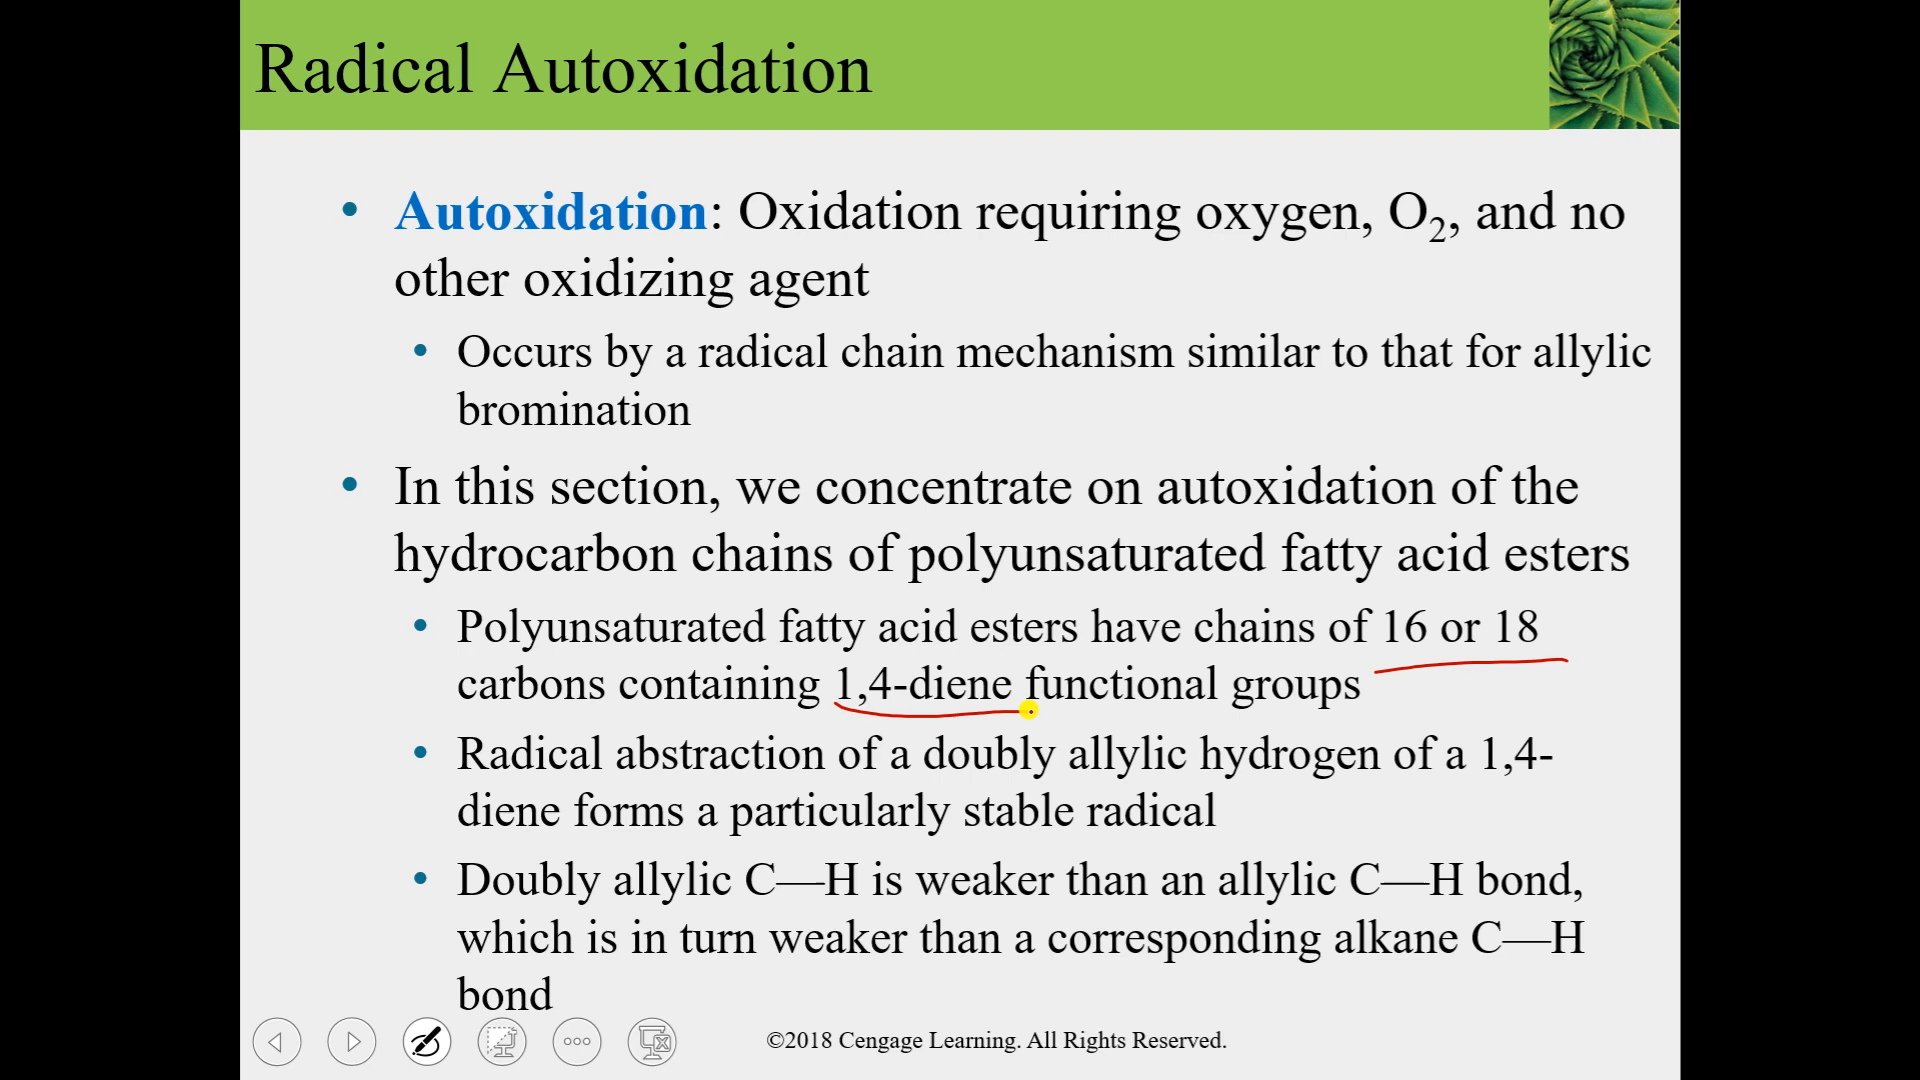 Radical Autoxidation
• Autoxidation: Oxidation requiring oxygen, O₂, and no
other oxidizing agent
• Occurs by a radical chain mechanism similar to that for allylic
bromination
• In this section, we concentrate on autoxidation of the
hydrocarbon chains of polyunsaturated fatty acid esters
• Polyunsaturated fatty acid esters have chains of 16 or 18
carbons containing 1,4-diene functional groups
• Radical abstraction of a doubly allylic hydrogen of a 1,4-
diene forms a particularly stable radical
• Doubly allylic C—H is weaker than an allylic C—H bond,
which is in turn weaker than a corresponding alkane C—H
bond
©2018 Cengage Learning. All Rights Reserved.